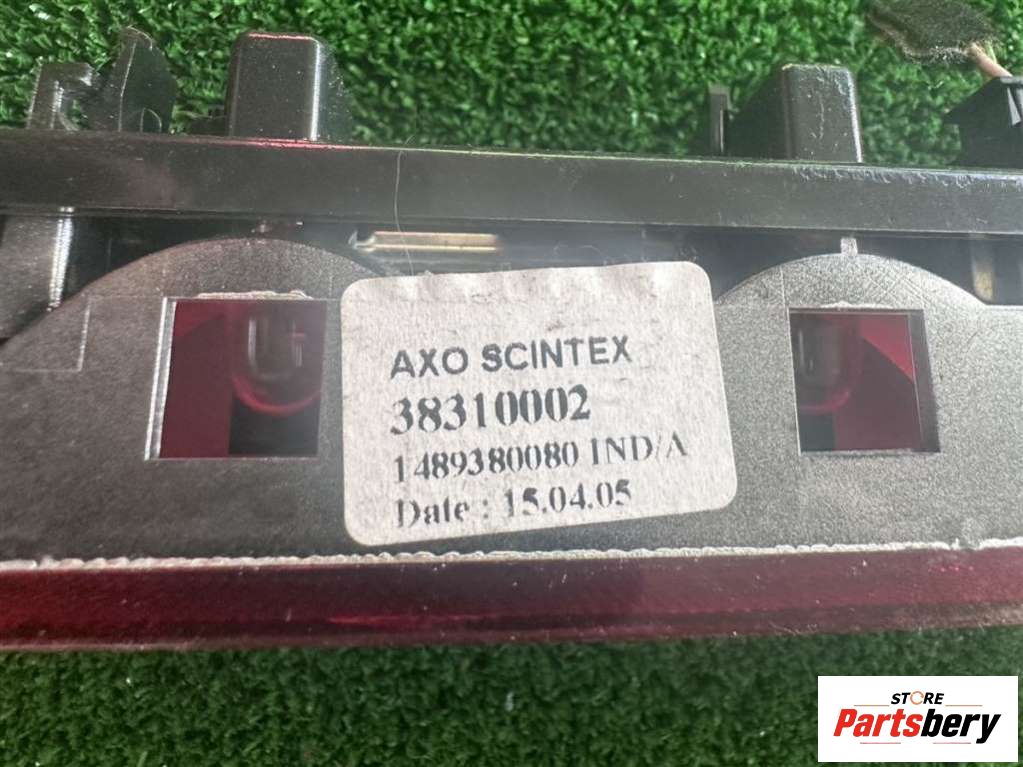 AXO SCINTEX
38310002
1489380080 IND/A
Date : 15.04.05
STORE
Partsbery